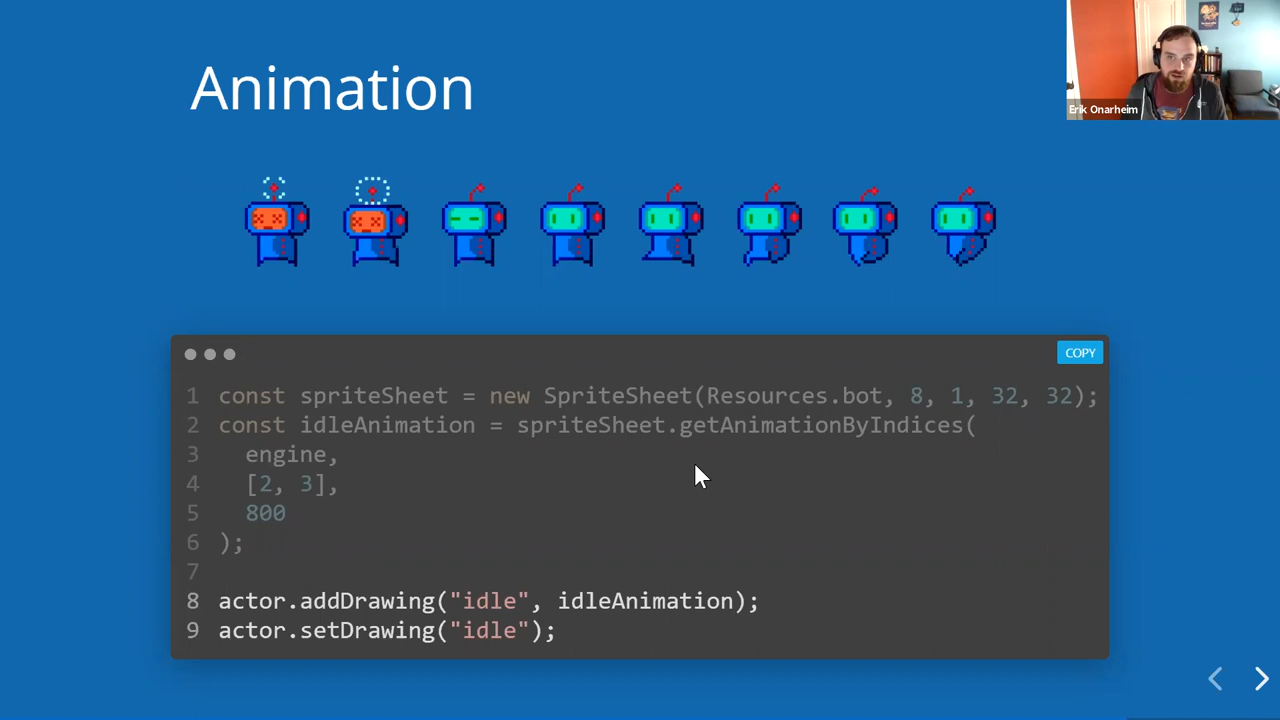 Animation
Erik Onarheim
COPY
1 const spriteSheet = new SpriteSheet(Resources.bot, 8, 1, 32, 32);
2 const idleAnimation = spriteSheet.getAnimationByIndices(
3   engine,
4   [2, 3],
5   800
6 );
7
8 actor.addDrawing("idle", idleAnimation);
9 actor.setDrawing("idle");